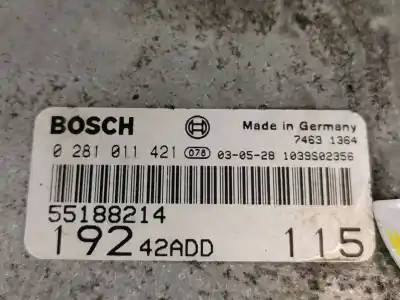 BOSCH
Made in Germany
7463 1364
0 281 011 421 078 03-05-28 1039S02356
55188214
192 42ADD 115